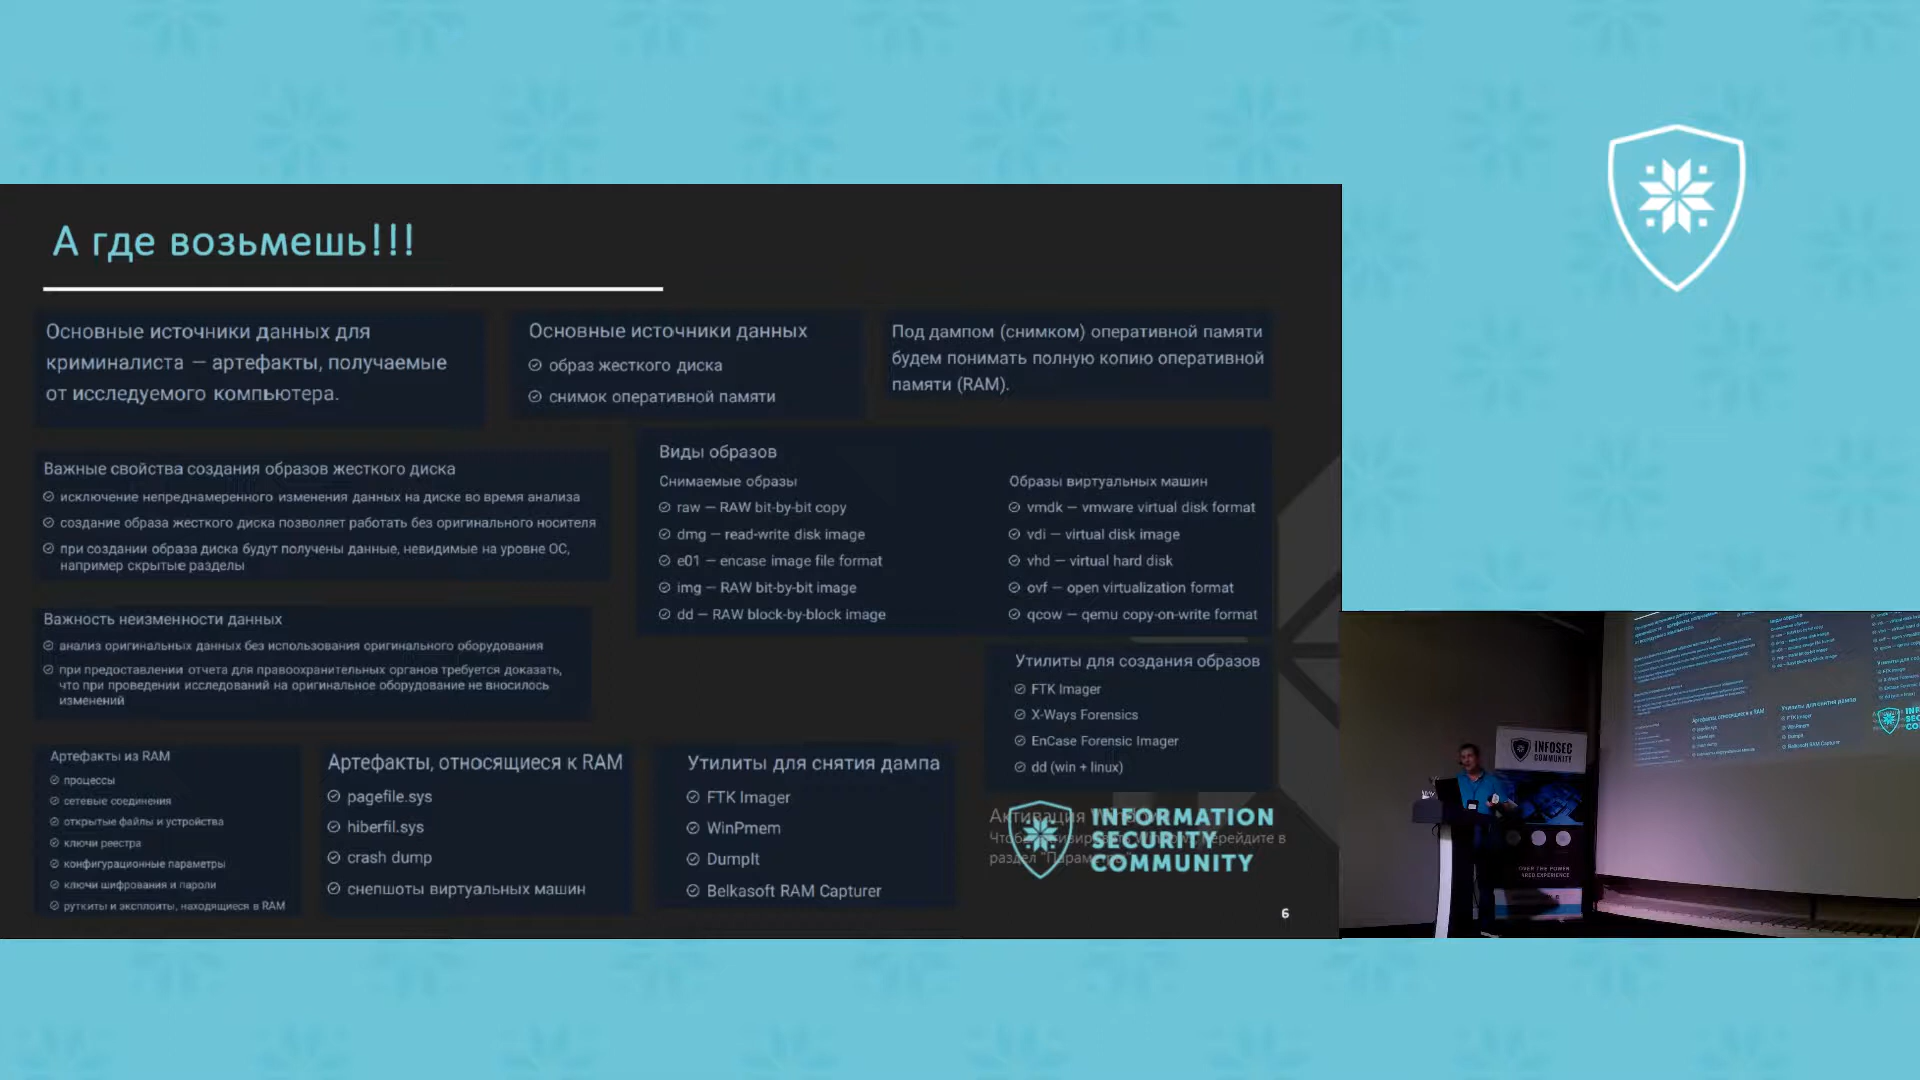 А где возьмешь!!!
Основные источники данных для
криминалиста — артефакты, получаемые
от исследуемого компьютера.
Основные источники данных
образ жесткого диска
снимок оперативной памяти
Под дампом (снимком) оперативной памяти
будем понимать полную копию оперативной
памяти (RAM).
Важные свойства создания образов жесткого диска
исключение непреднамеренного изменения данных на диске во время анализа
создание образа жесткого диска позволяет работать без оригинального носителя
при создании образа диска будут получены данные, невидимые на уровне ОС,
например скрытые разделы
Виды образов
Снимаемые образы
raw — RAW bit-by-bit copy
dmg — read-write disk image
e01 — encase image file format
img — RAW bit-by-bit image
dd — RAW block-by-block image
Образы виртуальных машин
vmdk — vmware virtual disk format
vdi — virtual disk image
vhd — virtual hard disk
ovf — open virtualization format
qcow — qemu copy-on-write format
Важность неизменности данных
анализ оригинальных данных без использования оригинального оборудования
при предоставлении отчета для правоохранительных органов требуется доказать,
что при проведении исследований на оригинальное оборудование не вносилось
изменений
Утилиты для создания образов
FTK Imager
X-Ways Forensics
EnCase Forensic Imager
dd (win + linux)
Артефакты из RAM
процессы
сетевые соединения
открытые файлы и устройства
ключи реестра
конфигурационные параметры
ключи шифрования и пароли
руткиты и эксплоиты, находящиеся в RAM
Артефакты, относящиеся к RAM
pagefile.sys
hiberfil.sys
crash dump
снепшоты виртуальных машин
Утилиты для снятия дампа
FTK Imager
WinPmem
DumpIt
Belkasoft RAM Capturer
INFORMATION
SECURITY
COMMUNITY
Активация
перейдите в
раздел
6
INFOSEC
COMMUNITY